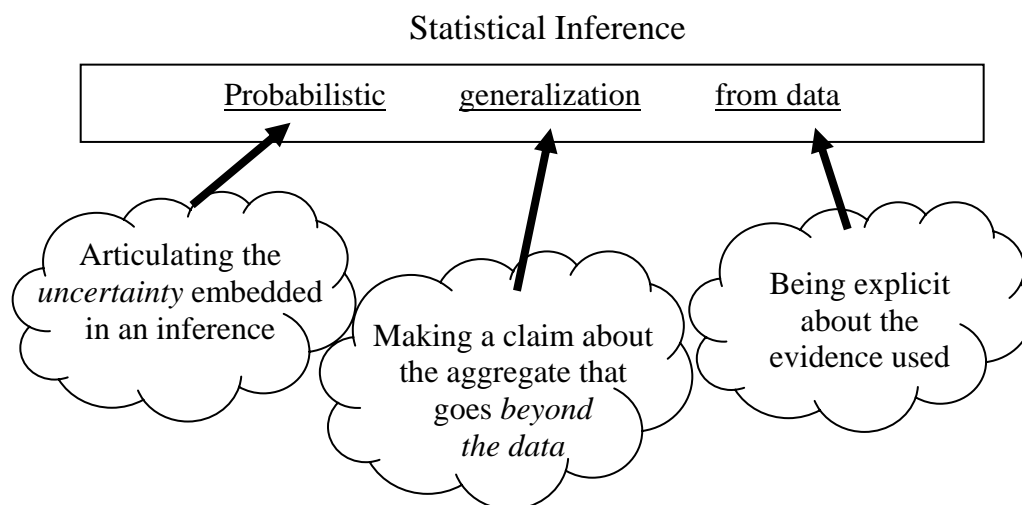 Statistical Inference
Probabilistic generalization from data
Articulating the
uncertainty embedded
in an inference
Making a claim about
the aggregate that
goes beyond
the data
Being explicit
about the
evidence used